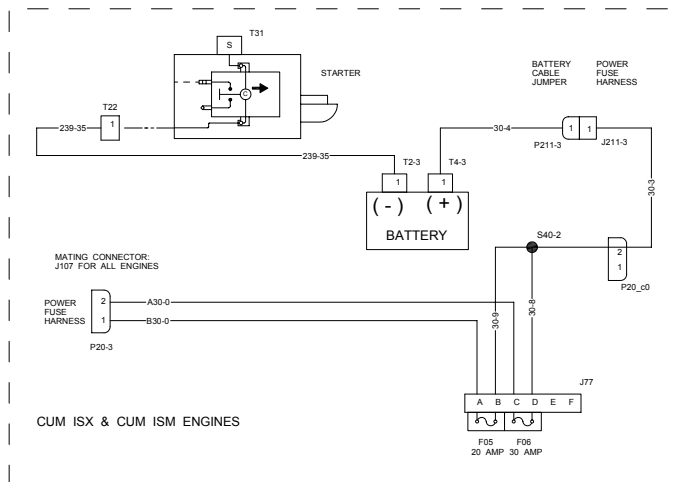 T31
S
STARTER
C
BATTERY
CABLE
JUMPER
POWER
FUSE
HARNESS
T22
1
239-35
30-4
1
1
P211-3
J211-3
239-35
T2-3
T4-3
1
1
(-)
(+)
BATTERY
30-3
S40-2
2
1
P20_c0
MATING CONNECTOR:
J107 FOR ALL ENGINES
POWER
FUSE
HARNESS
2
1
A30-0
B30-0
P20-3
30-9
30-8
J77
A B C D E F
CUM ISX & CUM ISM ENGINES
F05
20 AMP
F06
30 AMP